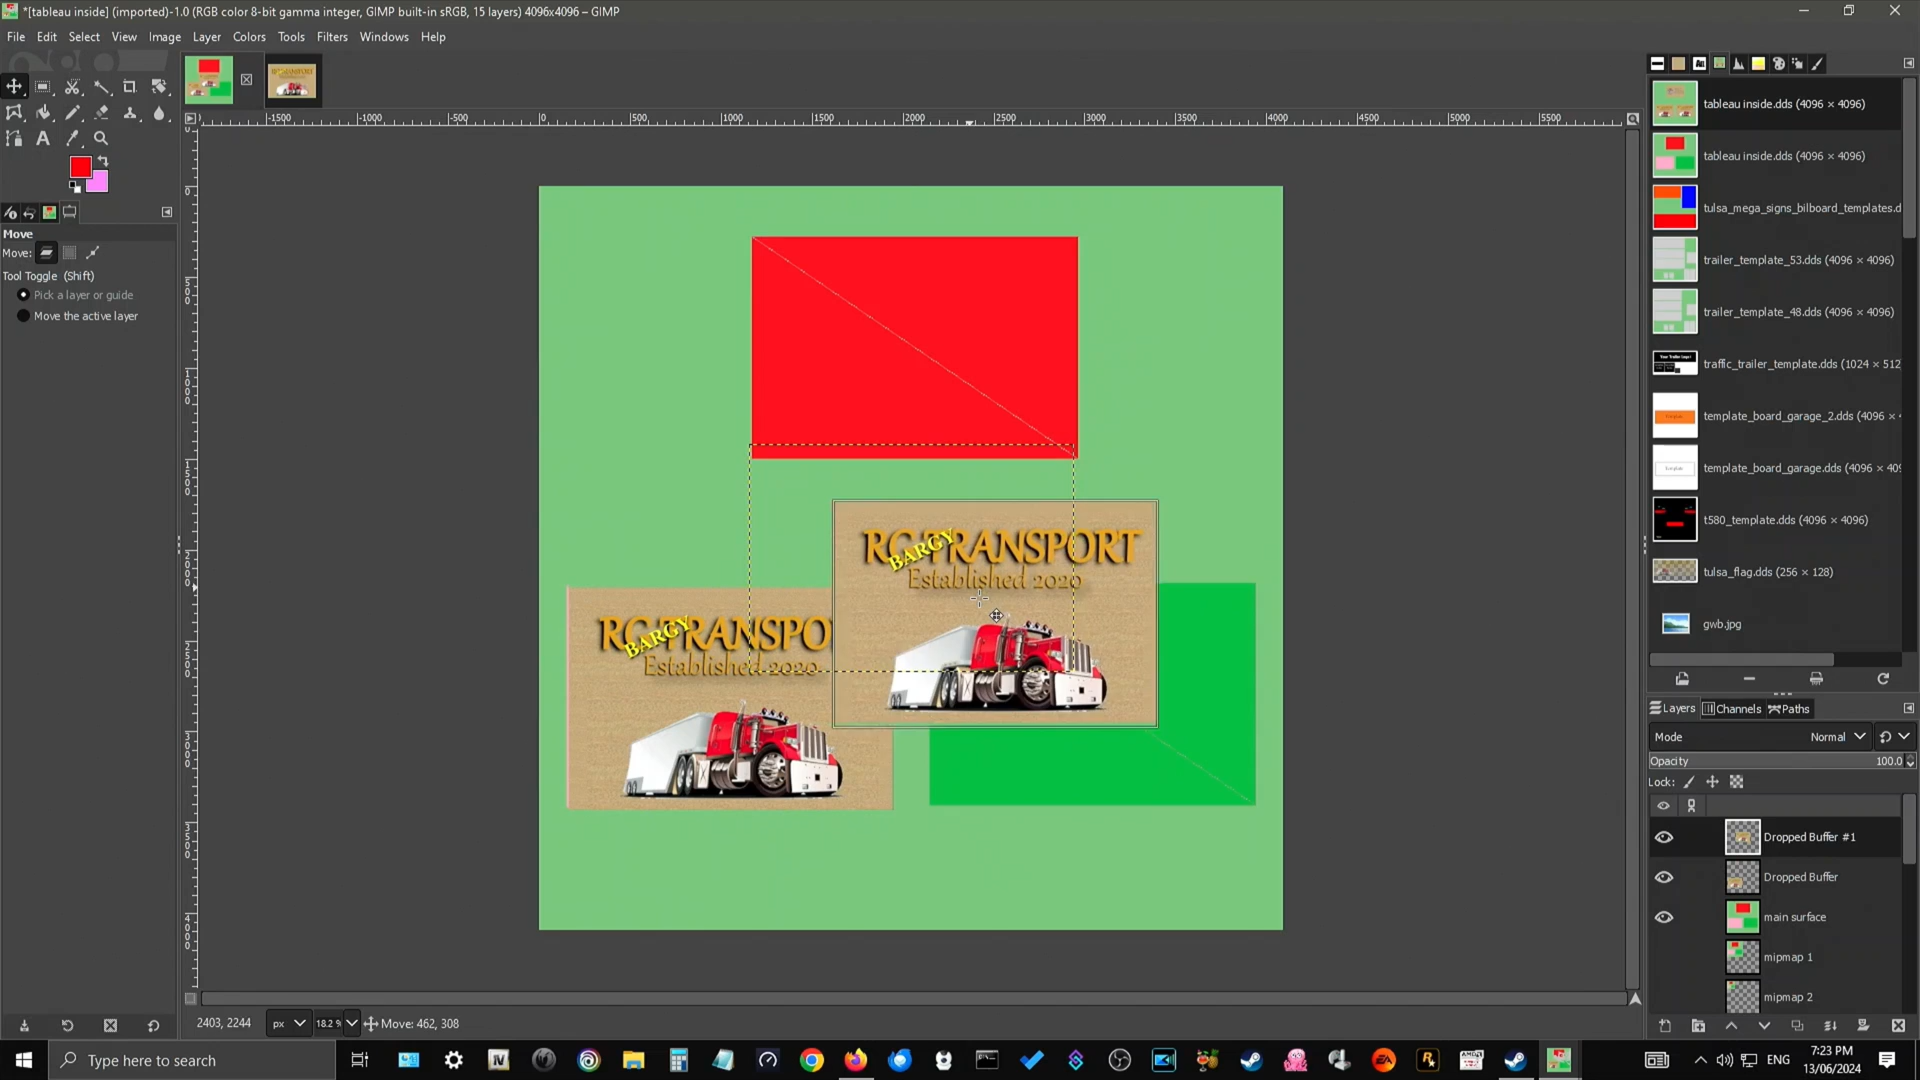 *[tableau inside] (imported)-1.0 (RGB color 8-bit gamma integer, GIMP built-in sRGB, 15 layers) 4096x4096 – GIMP
File Edit Select View Image Layer Colors Tools Filters Windows Help
-1500 -1000 -500 0 500 1000 1500 2000 2500 3000 3500 4000 4500 5000 5500
Move
Move:
Tool Toggle (Shift)
Pick a layer or guide
Move the active layer
RG TRANSPORT
BARGY
Established 2020
RG TRANSPO
BARGY
Established 2020
2403, 2244 px 18.2 % Move: 462, 308
tableau inside.dds (4096 × 4096)
tableau inside.dds (4096 × 4096)
tulsa_mega_signs_bilboard_templates.d
trailer_template_53.dds (4096 × 4096)
trailer_template_48.dds (4096 × 4096)
traffic_trailer_template.dds (1024 × 512
template_board_garage_2.dds (4096 ×
template_board_garage.dds (4096 × 409
t580_template.dds (4096 × 4096)
tulsa_flag.dds (256 × 128)
gwb.jpg
Layers Channels Paths
Mode Normal
Opacity 100.0
Lock:
Dropped Buffer #1
Dropped Buffer
main surface
mipmap 1
mipmap 2
Type here to search
ENG
7:23 PM
13/06/2024